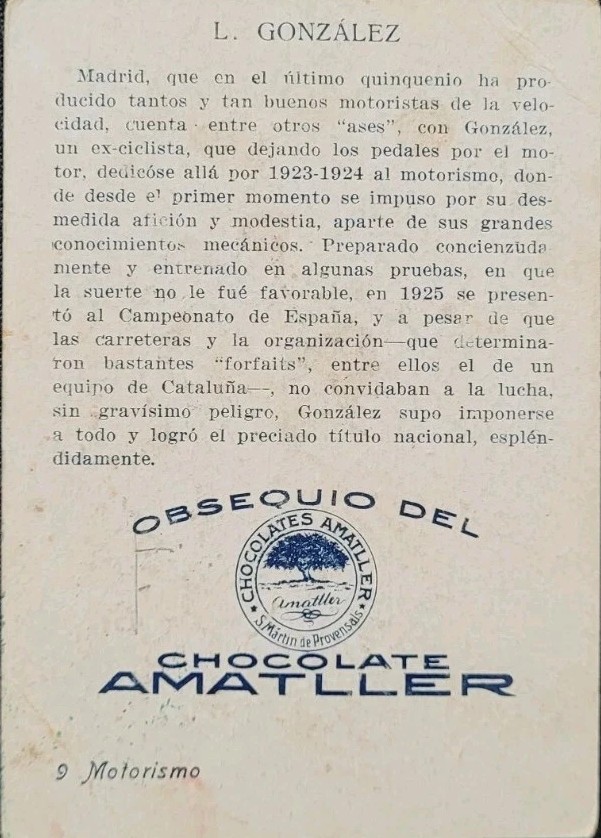 L. GONZÁLEZ
Madrid, que en el último quinquenio ha pro-
ducido tantos y tan buenos motoristas de la velo-
cidad, cuenta entre otros "ases", con González,
un ex-ciclista, que dejando los pedales por el mo-
tor, dedicóse allá por 1923-1924 al motorismo, don-
de desde el primer momento se impuso por su des-
medida afición y modestia, aparte de sus grandes
conocimientos mecánicos. Preparado concienzuda
mente y entrenado en algunas pruebas, en que
la suerte no le fué favorable, en 1925 se presen-
tó al Campeonato de España, y a pesar de que
las carreteras y la organización—que determina-
ron bastantes "forfaits", entre ellos el de un
equipo de Cataluña—, no convidaban a la lucha,
sin gravísimo peligro, González supo imponerse
a todo y logró el preciado título nacional, esplén-
didamente.
OBSEQUIO DEL
CHOCOLATES AMATLLER
Amatller
S. Martin de Provensals
CHOCOLATE
AMATLLER
9 Motorismo